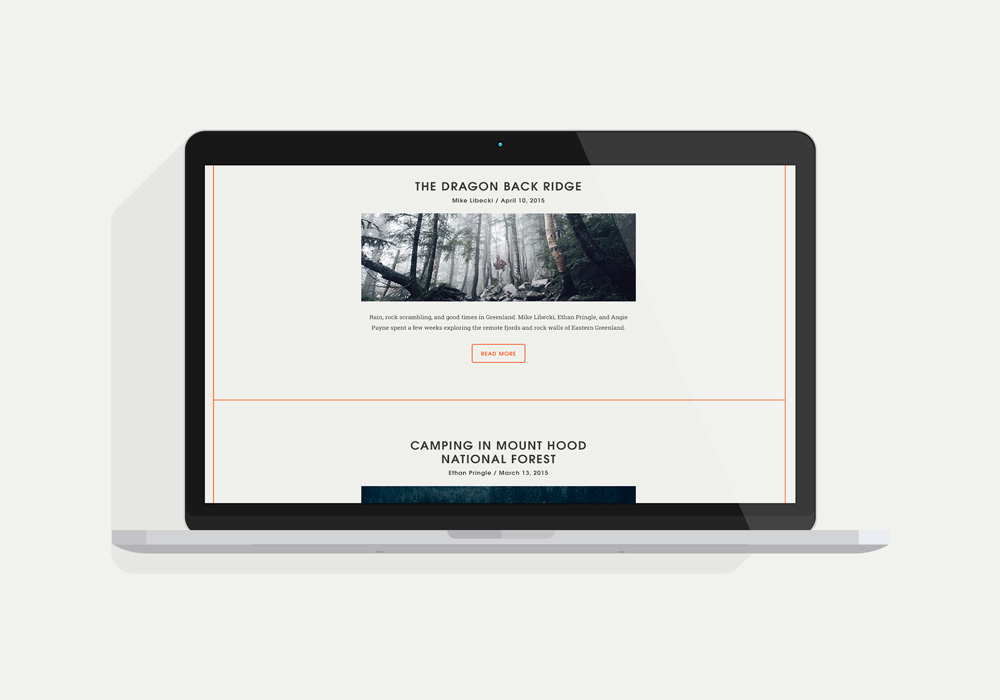 THE DRAGON BACK RIDGE
Mike Libecki / April 10, 2015
Rain, rock scrambling, and good times in Greenland. Mike Libecki, Ethan Pringle, and Angie
Payne spent a few weeks exploring the remote fjords and rock walls of Eastern Greenland.
READ MORE
CAMPING IN MOUNT HOOD
NATIONAL FOREST
Ethan Pringle / March 13, 2015